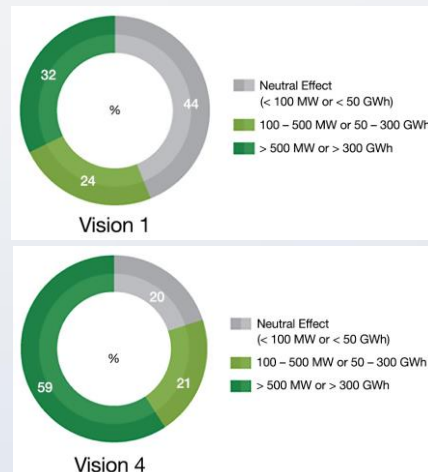 32
%
44
24
Neutral Effect
(< 100 MW or < 50 GWh)
100 – 500 MW or 50 – 300 GWh
> 500 MW or > 300 GWh
Vision 1
20
%
59
21
Neutral Effect
(< 100 MW or < 50 GWh)
100 – 500 MW or 50 – 300 GWh
> 500 MW or > 300 GWh
Vision 4